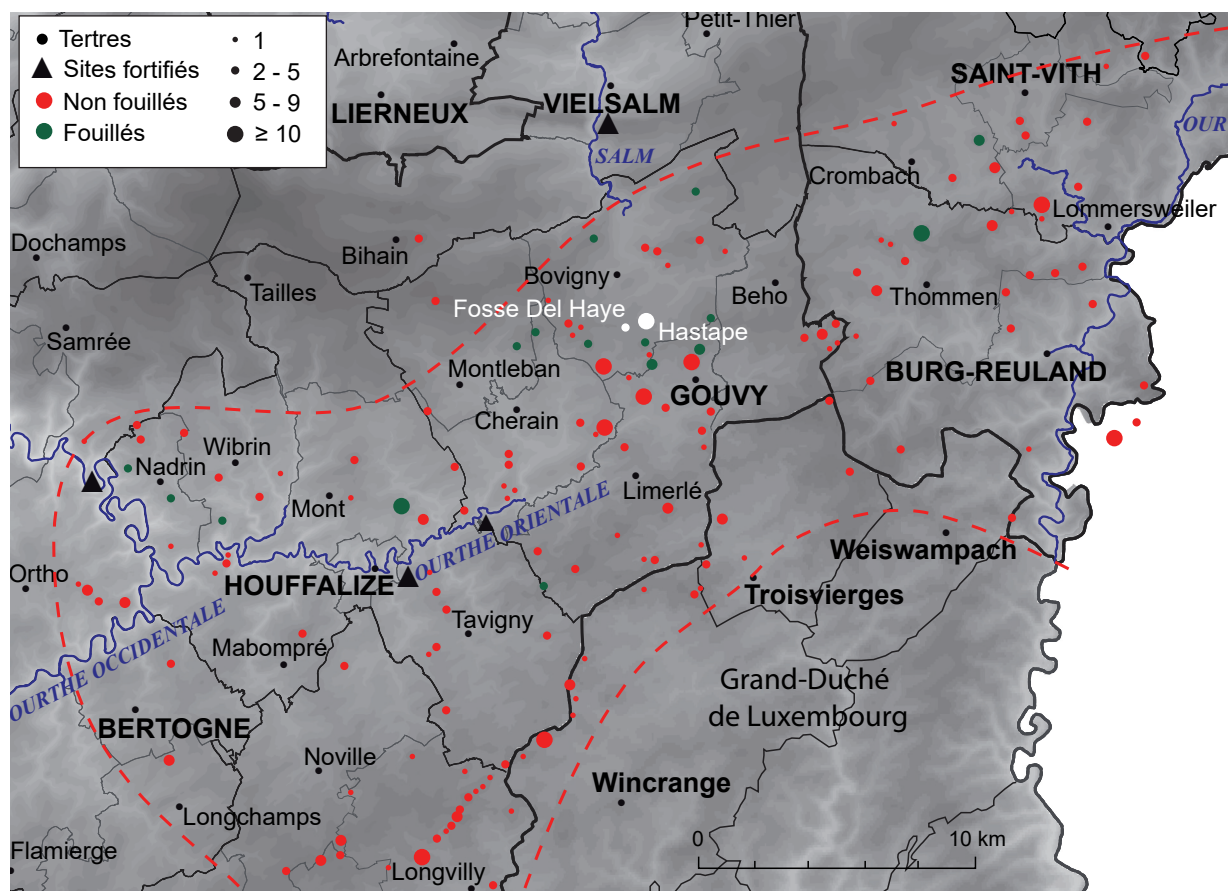 Tertres
1
Sites fortifiés
2 - 5
Non fouillés
5 - 9
Fouillés
≥ 10
Petit-Thier
Arbrefontaine
SAINT-VITH
LIERNEUX
VIELSALM
OUR
SALM
Crombach
Lommersweiler
Dochamps
Bihain
Tailles
Bovigny
Beho
Thommen
Fosse Del Haye
Hastape
Samrée
Montleban
GOUVY
BURG-REULAND
Cherain
Wibrin
Nadrin
Mont
Limerlé
OURTHE ORIENTALE
Weiswampach
Ortho
HOUFFALIZE
Troisvierges
Tavigny
OURTHE OCCIDENTALE
Mabompré
Grand-Duché
de Luxembourg
BERTOGNE
Noville
Wincrange
Longchamps
0
10 km
Flamierge
Longvilly